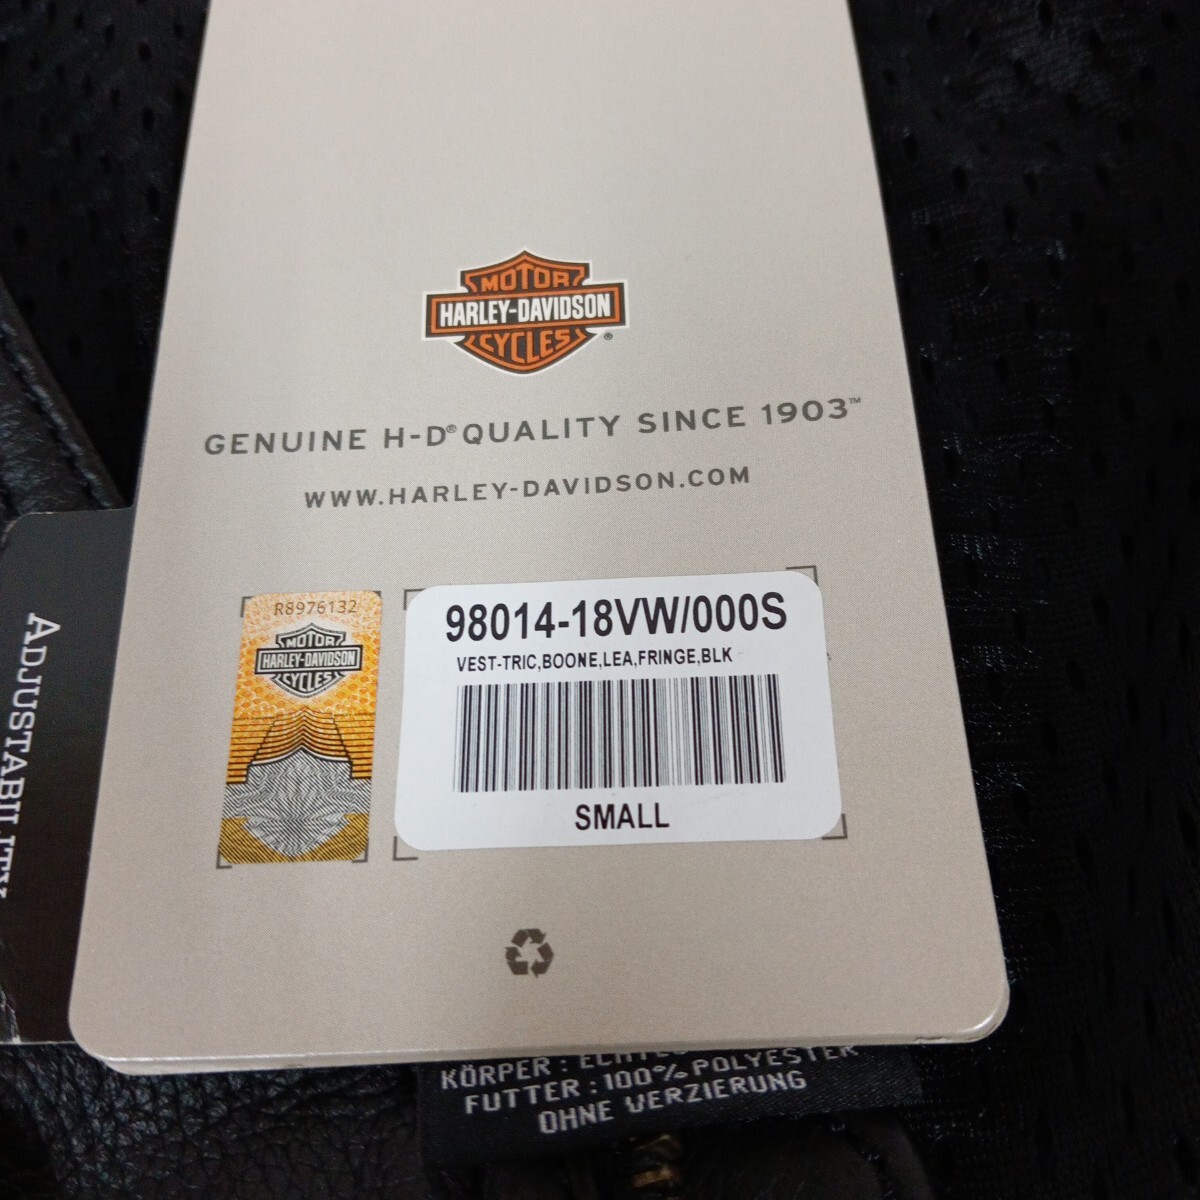 MOTOR
HARLEY-DAVIDSON
CYCLES
®
GENUINE H-D® QUALITY SINCE 1903™
WWW.HARLEY-DAVIDSON.COM
R8976132
MOTOR
HARLEY-DAVIDSON
CYCLES
98014-18VW/000S
VEST-TRIC,BOONE,LEA,FRINGE,BLK
SMALL
ADJUSTABILITY
KÖRPER :
FUTTER : 100% POLYESTER
OHNE VERZIERUNG